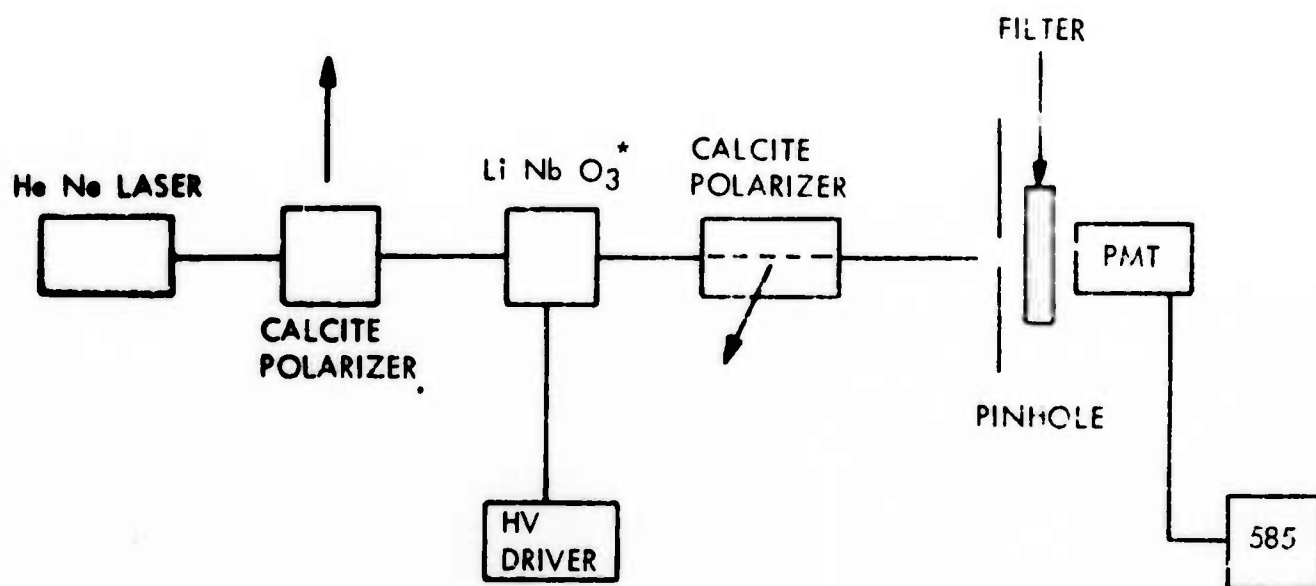 FILTER
He Ne LASER
Li Nb O3*
CALCITE
POLARIZER
CALCITE
POLARIZER.
PMT
PINHOLE
HV
DRIVER
585